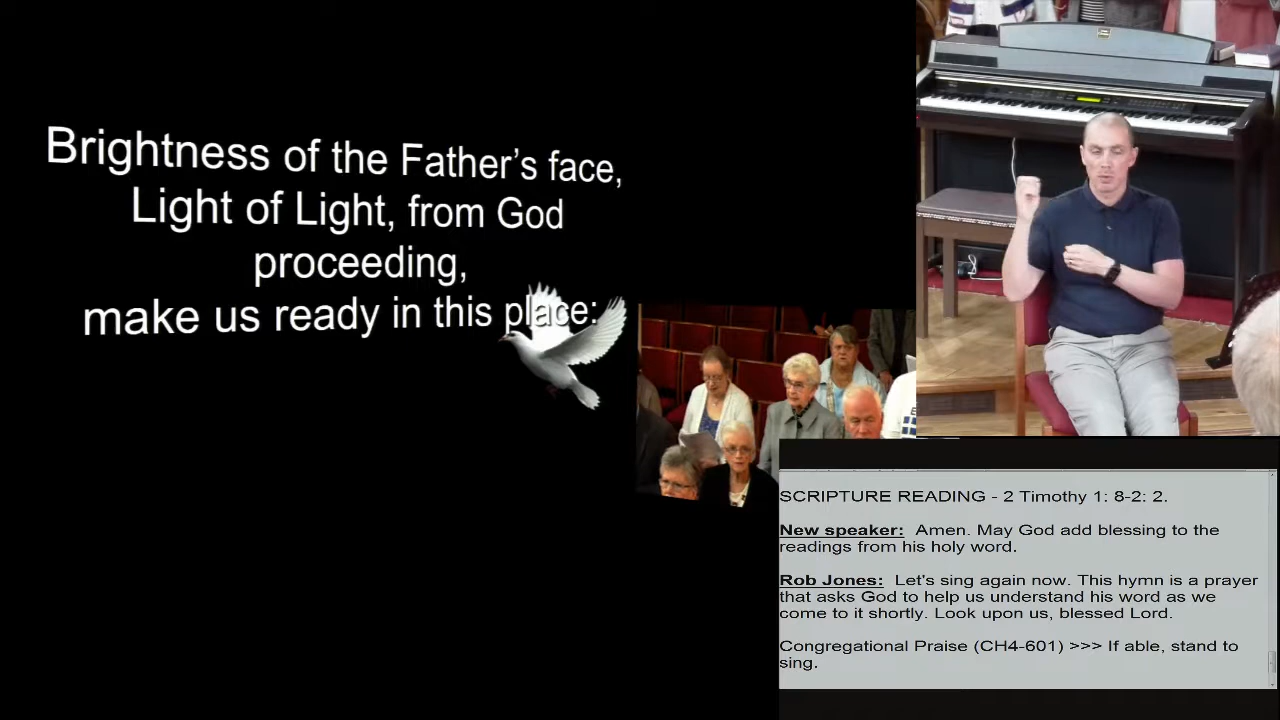 Brightness of the Father’s face,
Light of Light, from God
proceeding,
make us ready in this place:
SCRIPTURE READING - 2 Timothy 1: 8-2: 2.
New speaker: Amen. May God add blessing to the
readings from his holy word.
Rob Jones: Let's sing again now. This hymn is a prayer
that asks God to help us understand his word as we
come to it shortly. Look upon us, blessed Lord.
Congregational Praise (CH4-601) >>> If able, stand to
sing.